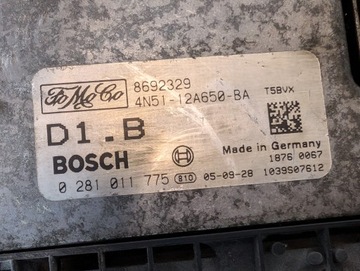 FoMoCo
8692329
4N51-12A650-BA
T5BVX
D1.B
BOSCH
Made in Germany
1876 0067
0 281 011 775 B10 05-09-28 1039S07612